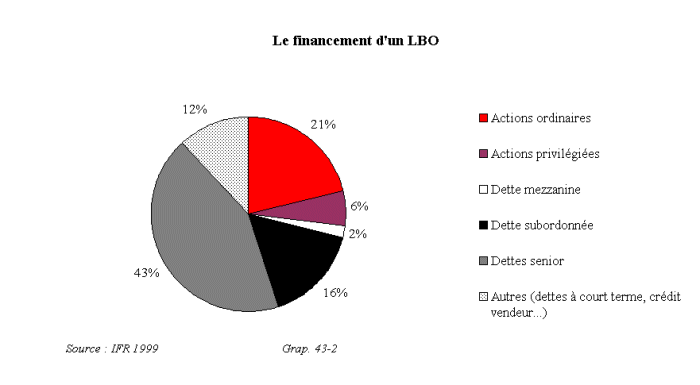 Le financement d'un LBO
12%
21%
6%
2%
16%
43%
Actions ordinaires
Actions privilégiées
Dette mezzanine
Dette subordonnée
Dettes senior
Autres (dettes à court terme, crédit
vendeur...)
Source : IFR 1999
Grap. 43-2